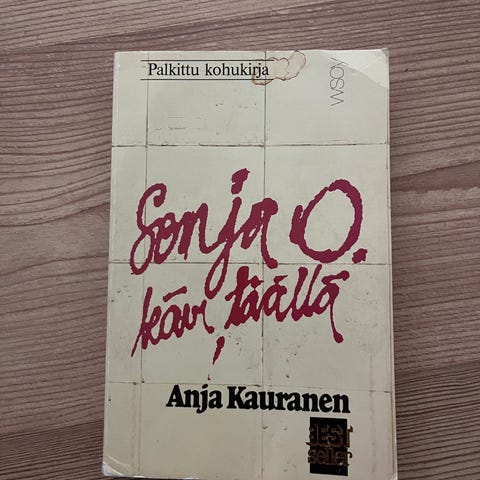 Palkittu kohukirja
WSOY
Sonja O.
kävi täällä
Anja Kauranen
BEST
seller